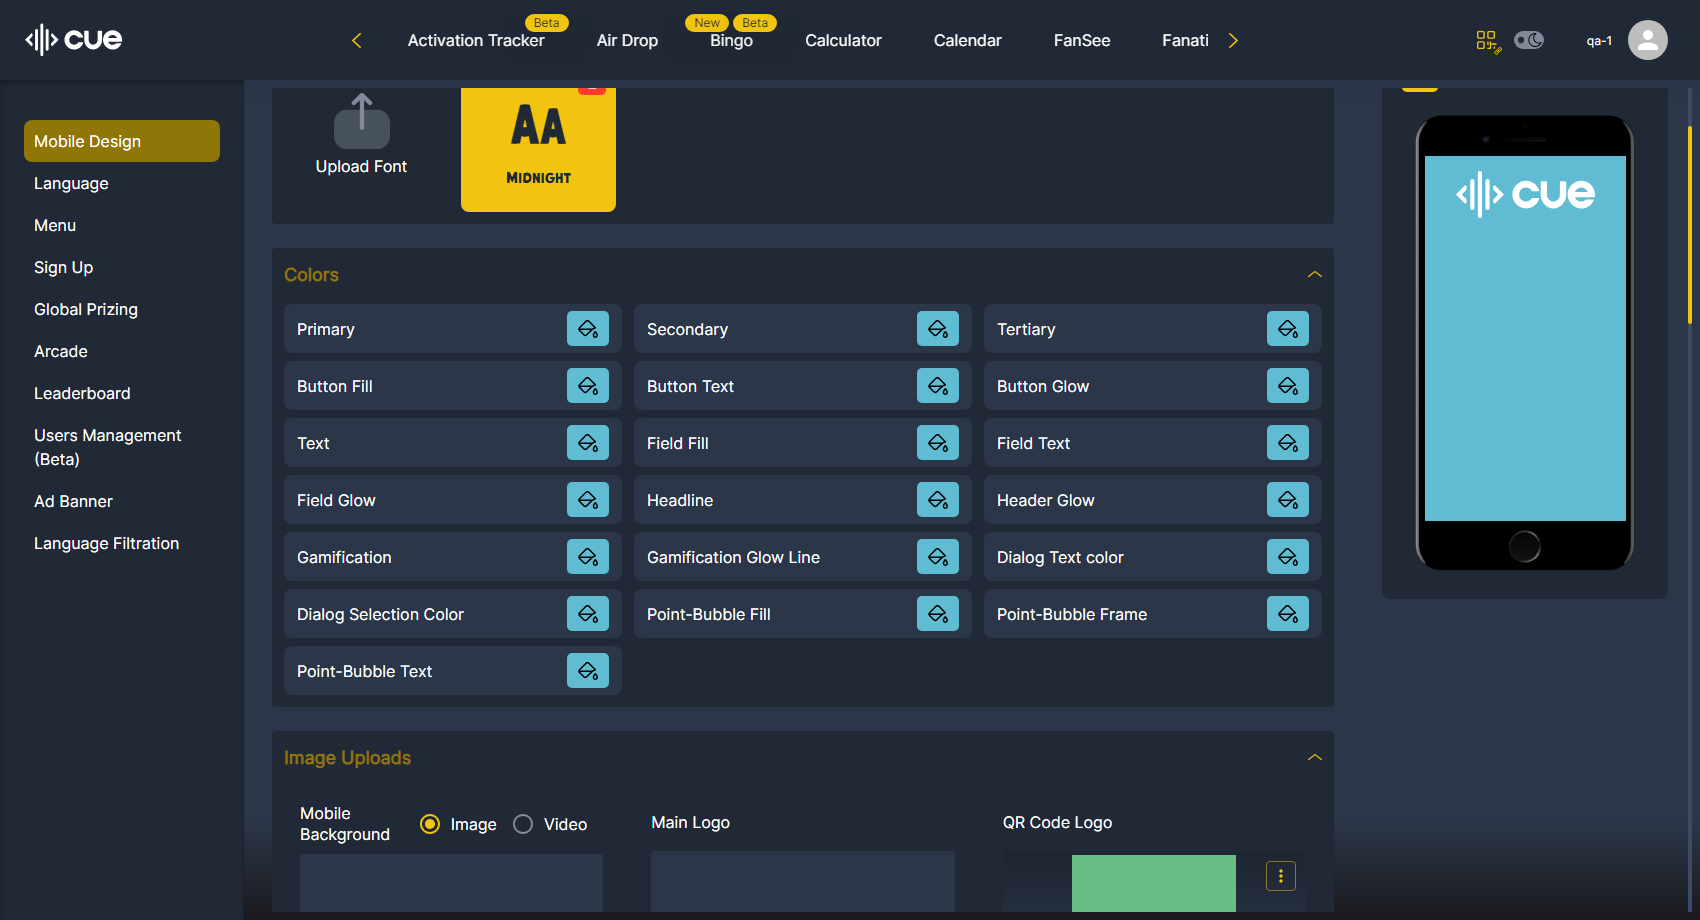 cue
Activation Tracker
Beta
Air Drop
Bingo
New
Beta
Calculator
Calendar
FanSee
Fanati
qa-1
Mobile Design
Language
Menu
Sign Up
Global Prizing
Arcade
Leaderboard
Users Management
(Beta)
Ad Banner
Language Filtration
Upload Font
AA
MIDNIGHT
Colors
Primary
Secondary
Tertiary
Button Fill
Button Text
Button Glow
Text
Field Fill
Field Text
Field Glow
Headline
Header Glow
Gamification
Gamification Glow Line
Dialog Text color
Dialog Selection Color
Point-Bubble Fill
Point-Bubble Frame
Point-Bubble Text
Image Uploads
Mobile
Background
Image
Video
Main Logo
QR Code Logo
cue